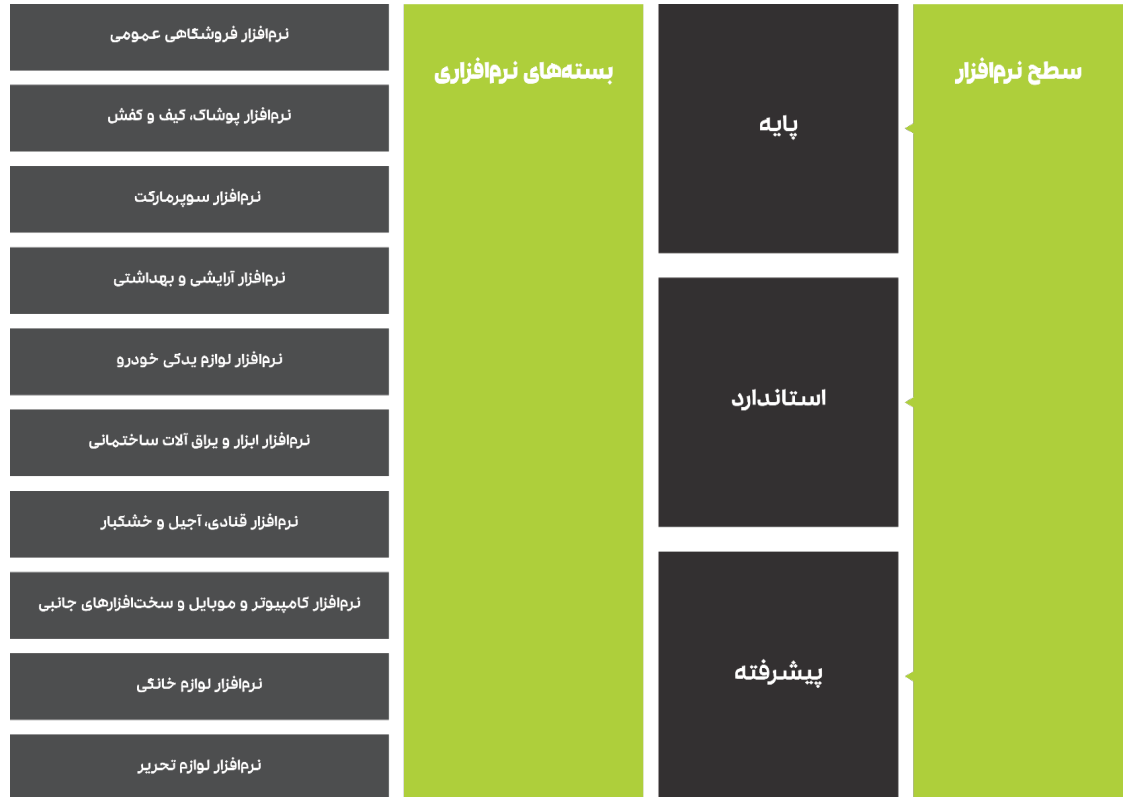 سطح نرم‌افزار
پایه
استاندارد
پیشرفته
بسته‌های نرم‌افزاری
نرم‌افزار فروشگاهی عمومی
نرم‌افزار پوشاک، کیف و کفش
نرم‌افزار سوپرمارکت
نرم‌افزار آرایشی و بهداشتی
نرم‌افزار لوازم یدکی خودرو
نرم‌افزار ابزار و یراق آلات ساختمانی
نرم‌افزار قنادی، آجیل و خشکبار
نرم‌افزار کامپیوتر و موبایل و سخت‌افزارهای جانبی
نرم‌افزار لوازم خانگی
نرم‌افزار لوازم تحریر